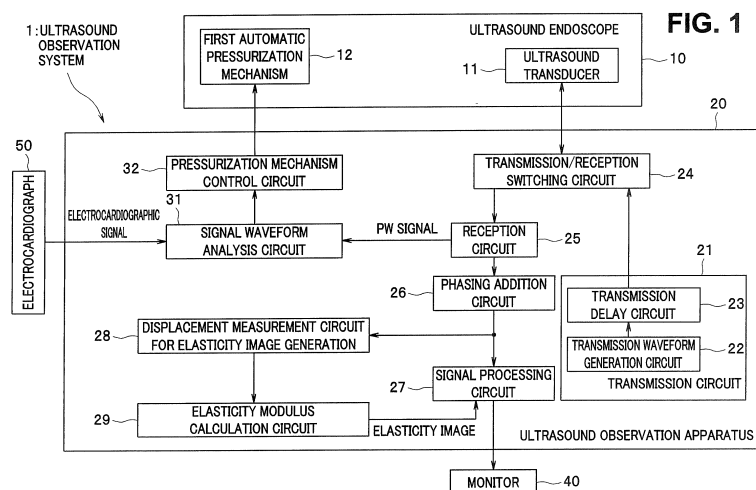 FIG. 1
1:ULTRASOUND
OBSERVATION
SYSTEM
FIRST AUTOMATIC
PRESSURIZATION
MECHANISM
12
ULTRASOUND ENDOSCOPE
11
ULTRASOUND
TRANSDUCER
10
20
50
ELECTROCARDIOGRAPH
32
PRESSURIZATION MECHANISM
CONTROL CIRCUIT
TRANSMISSION/RECEPTION
SWITCHING CIRCUIT
24
31
ELECTROCARDIOGRAPHIC
SIGNAL
SIGNAL WAVEFORM
ANALYSIS CIRCUIT
PW SIGNAL
RECEPTION
CIRCUIT
25
21
26
PHASING ADDITION
CIRCUIT
TRANSMISSION
DELAY CIRCUIT
23
28
DISPLACEMENT MEASUREMENT CIRCUIT
FOR ELASTICITY IMAGE GENERATION
TRANSMISSION WAVEFORM
GENERATION CIRCUIT
22
TRANSMISSION CIRCUIT
27
SIGNAL PROCESSING
CIRCUIT
29
ELASTICITY MODULUS
CALCULATION CIRCUIT
ELASTICITY IMAGE
ULTRASOUND OBSERVATION APPARATUS
MONITOR
40